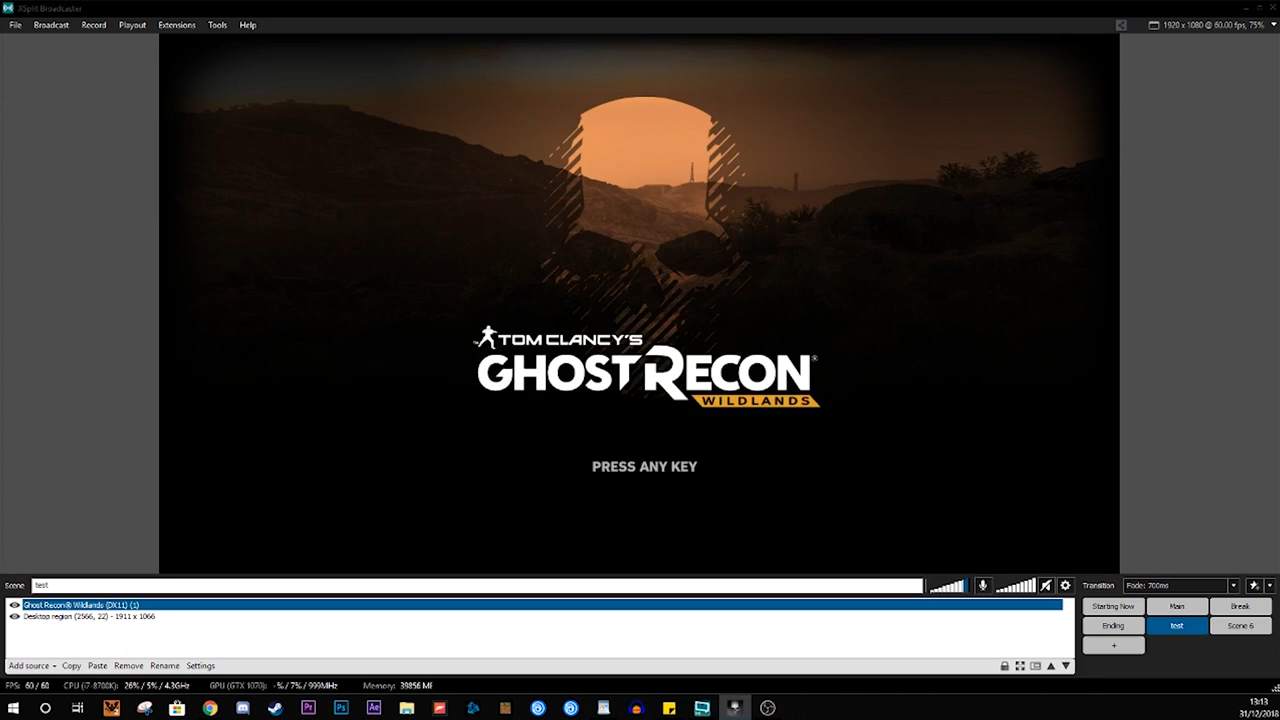 XSplit Broadcaster
File Broadcast Record Playout Extensions Tools Help
1920 x 1080 @ 60.00 fps, 75%
TOM CLANCY'S
GHOST RECON®
WILDLANDS
PRESS ANY KEY
Scene test
Transition Fade: 700ms
Ghost Recon® Wildlands (DX11) (1)
Desktop region (2566, 22) - 1911 x 1066
Starting Now Main Break
Ending test Scene 6
+
Add source Copy Paste Remove Rename Settings
FPS: 60 / 60 CPU (i7-8700K): 26% / 5% / 4.3GHz GPU (GTX 1070): -% / 7% / 999MHz Memory: 39856 MB
Pr Ps Ae
13:13
31/12/2018